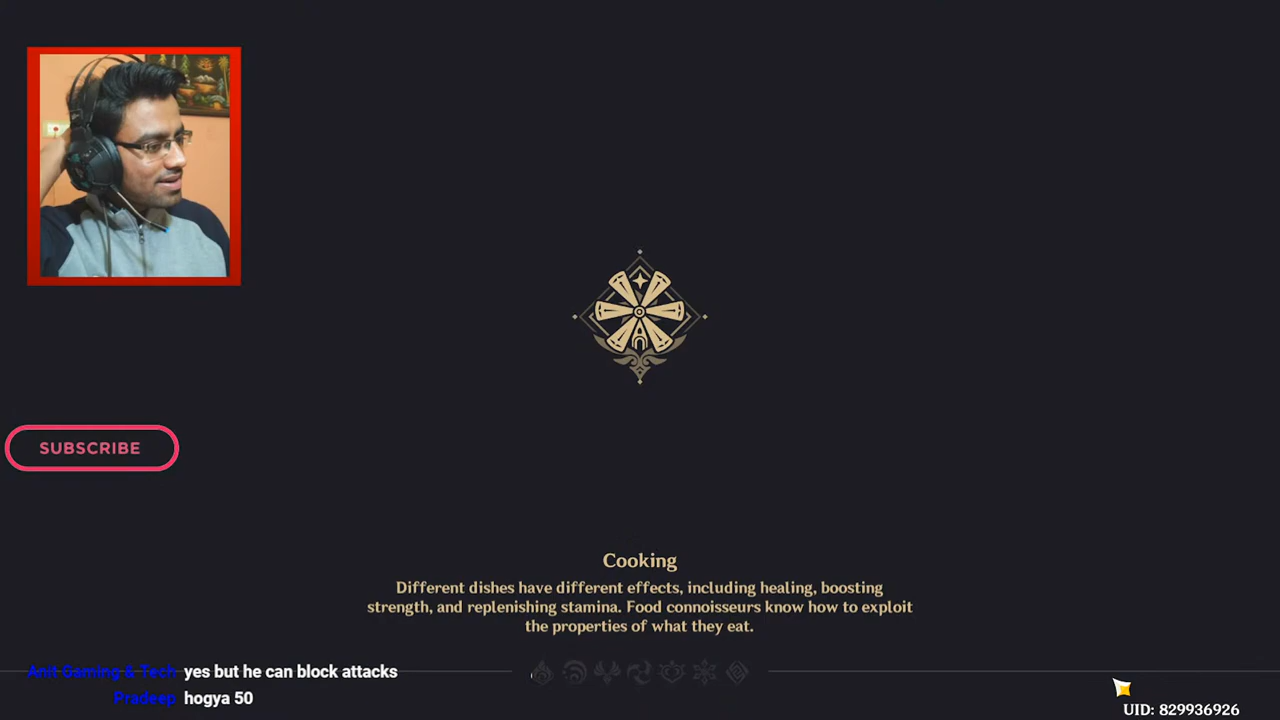 SUBSCRIBE
Cooking
Different dishes have different effects, including healing, boosting
strength, and replenishing stamina. Food connoisseurs know how to exploit
the properties of what they eat.
Anit Gaming & Tech yes but he can block attacks
Pradeep hogya 50
UID: 829936926